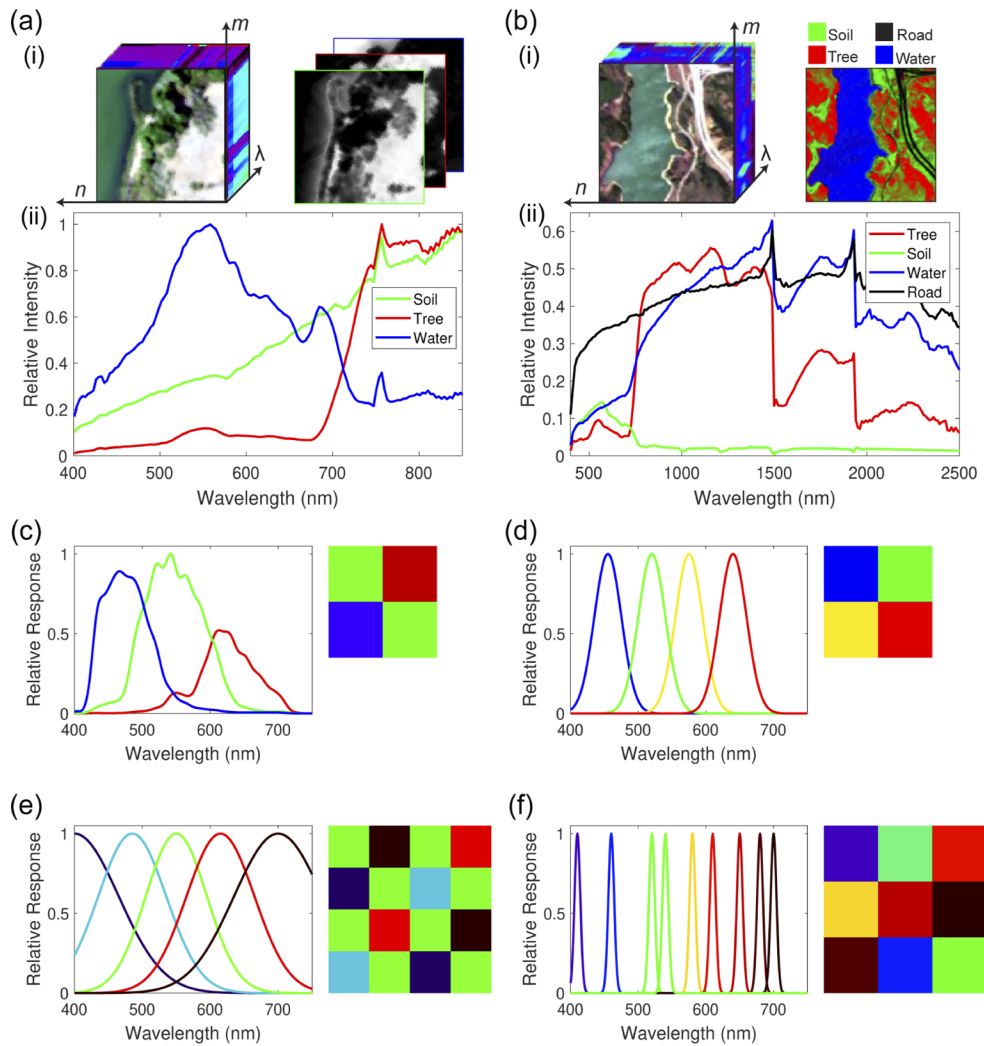 (a)
(i)
m
λ
n
(ii)
1
0.8
0.6
0.4
0.2
0
Relative Intensity
Soil
Tree
Water
400
500
600
700
800
Wavelength (nm)
(b)
(i)
m
λ
n
Soil
Road
Tree
Water
(ii)
0.6
0.5
0.4
0.3
0.2
0.1
0
Relative Intensity
Tree
Soil
Water
Road
500
1000
1500
2000
2500
Wavelength (nm)
(c)
1
0.5
0
Relative Response
400
500
600
700
Wavelength (nm)
(d)
1
0.5
0
Relative Response
400
500
600
700
Wavelength (nm)
(e)
1
0.5
0
Relative Response
400
500
600
700
Wavelength (nm)
(f)
1
0.5
0
Relative Response
400
500
600
700
Wavelength (nm)